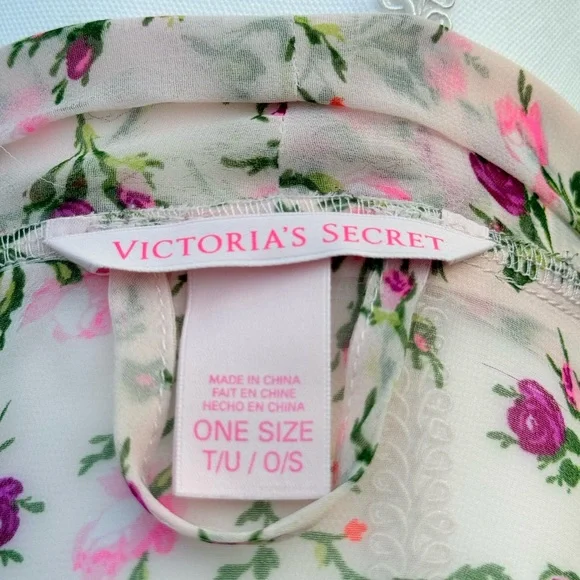 VICTORIA'S SECRET
MADE IN CHINA
FAIT EN CHINE
HECHO EN CHINA
ONE SIZE
T/U / O/S